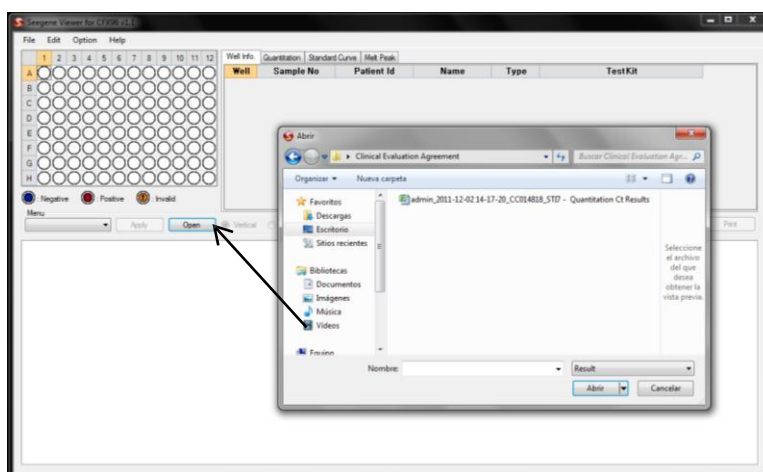 Seegene Viewer for CFX96 v1.1
File Edit Option Help
1 2 3 4 5 6 7 8 9 10 11 12
A
B
C
D
E
F
G
H
Negative Positive Invalid
Menu
Apply Open Vertical
Print
Well Info. Quantitation Standard Curve Melt Peak
Well Sample No Patient Id Name Type TestKit
Abrir
Clinical Evaluation Agreement
Buscar Clinical Evaluation Agr...
Organizar Nueva carpeta
Favoritos
Descargas
Escritorio
Sitios recientes
Bibliotecas
Documentos
Imágenes
Música
Vídeos
Equipo
admin_2011-12-02 14-17-20_CC014818_STI7 - Quantitation Ct Results
Seleccione
el archivo
del que
desea
obtener la
vista previa.
Nombre:
Result
Abrir Cancelar